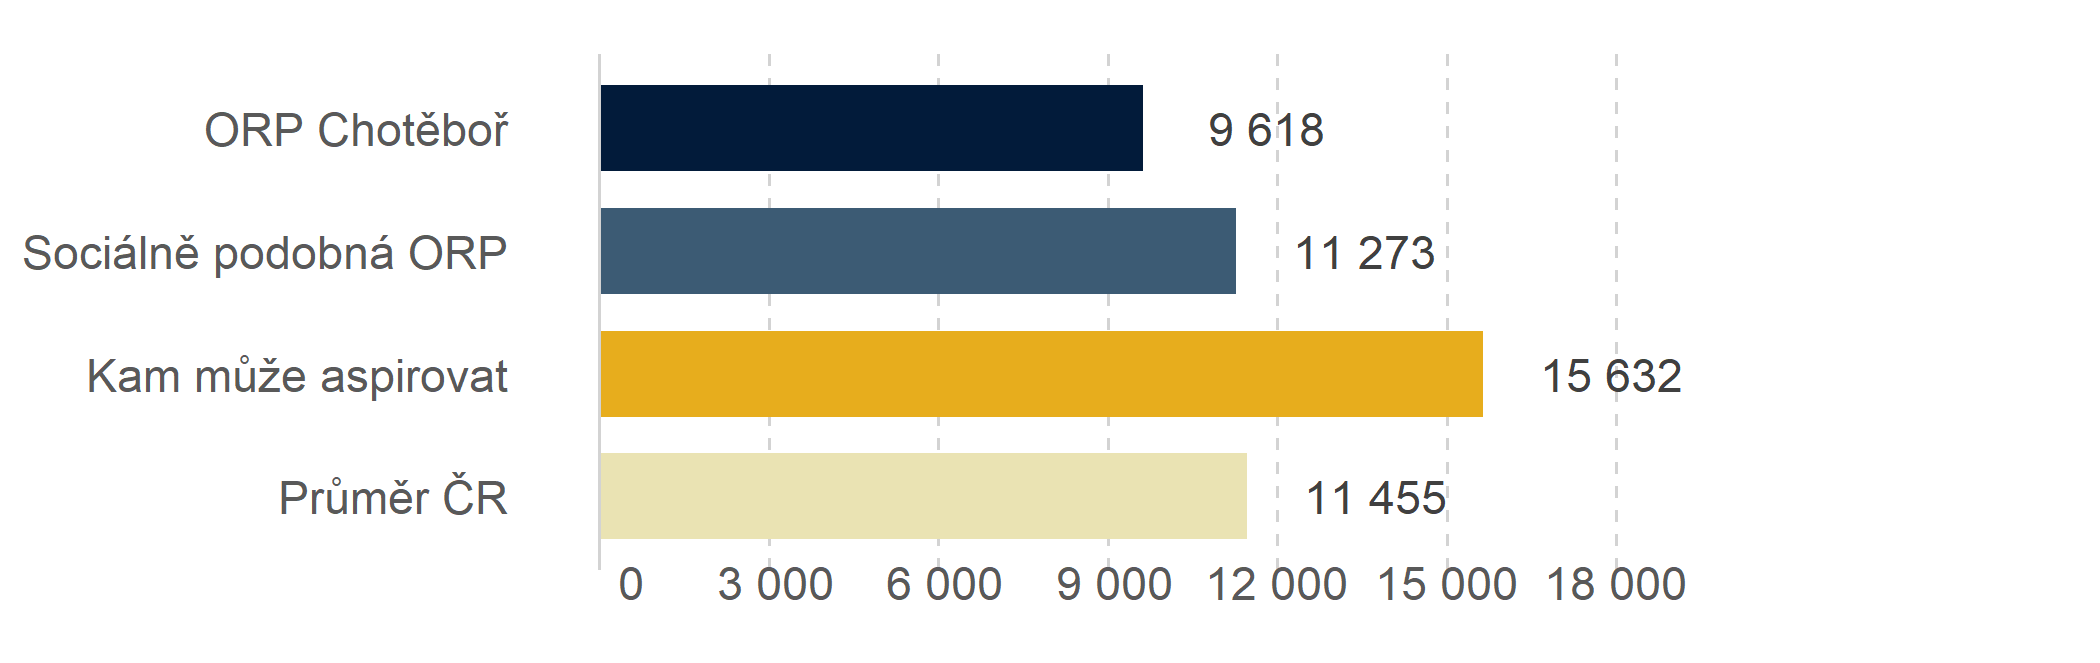 ORP Chotěboř 9 618
Sociálně podobná ORP 11 273
Kam může aspirovat 15 632
Průměr ČR 11 455
0 3 000 6 000 9 000 12 000 15 000 18 000